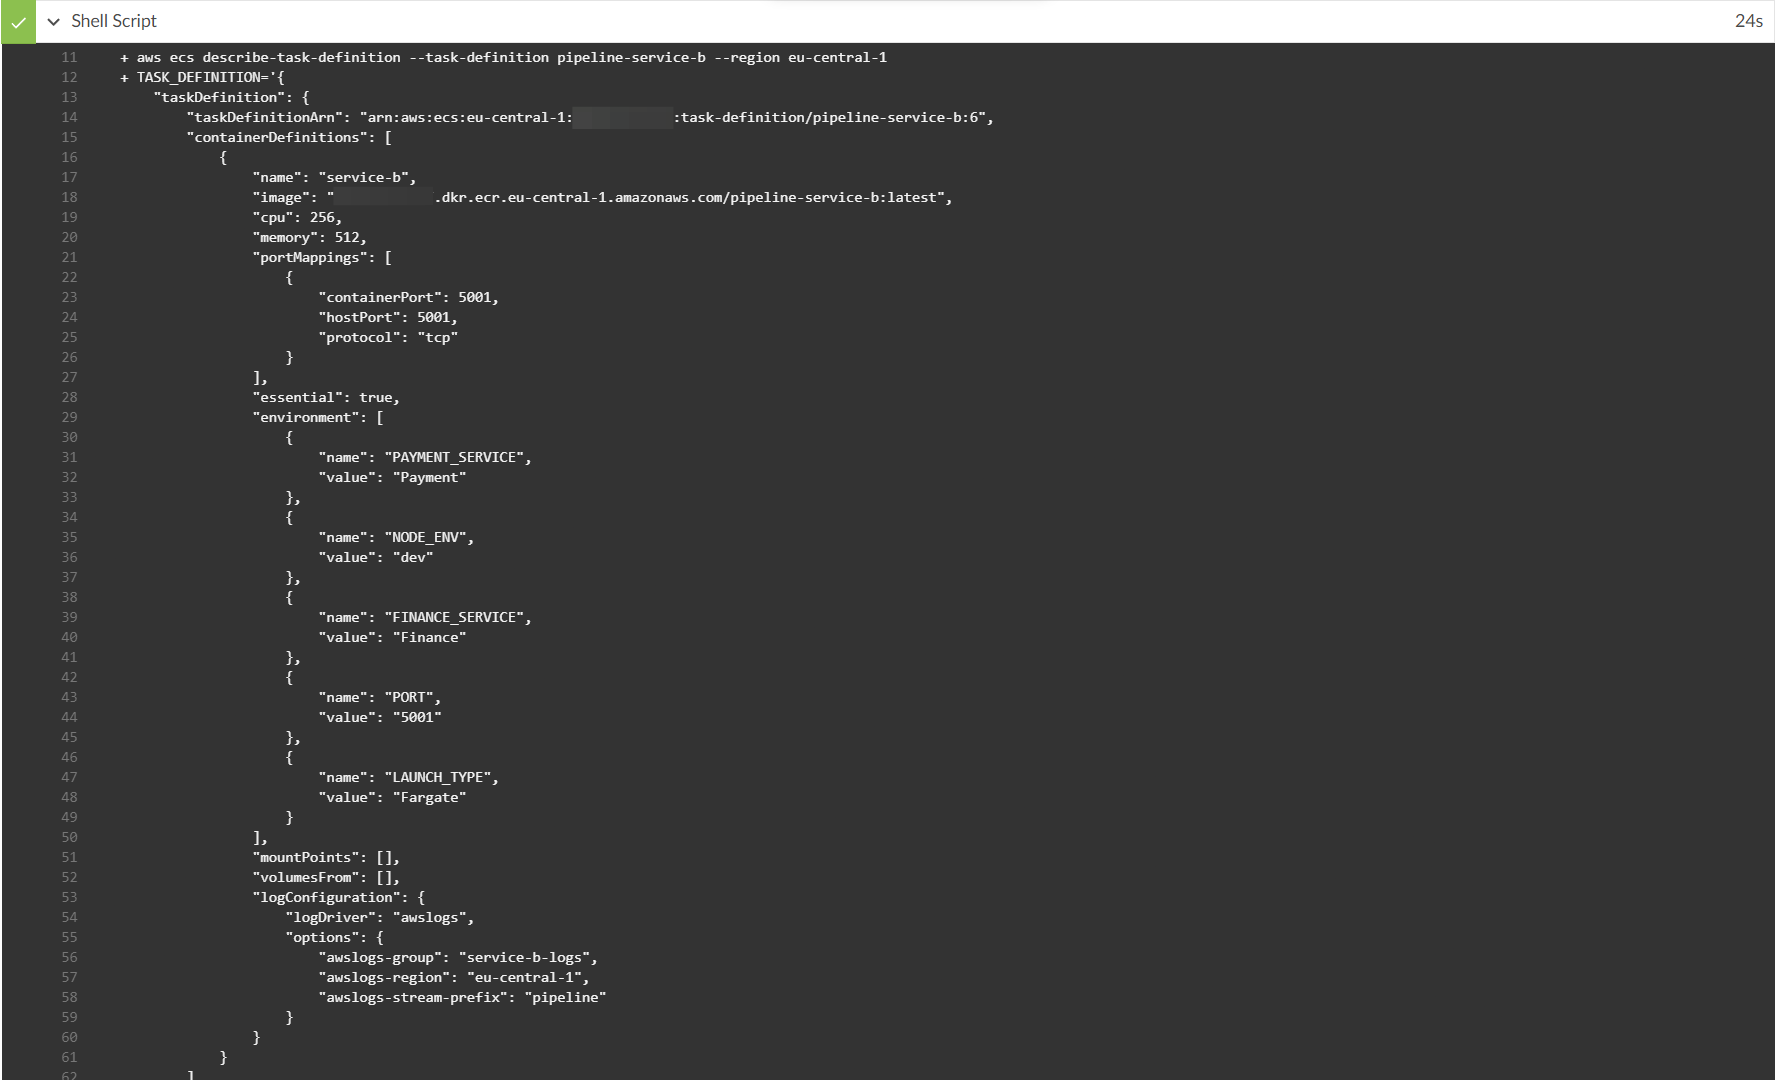 Shell Script 24s
11 + aws ecs describe-task-definition --task-definition pipeline-service-b --region eu-central-1
12 + TASK_DEFINITION='{
13 "taskDefinition": {
14 "taskDefinitionArn": "arn:aws:ecs:eu-central-1: :task-definition/pipeline-service-b:6",
15 "containerDefinitions": [
16 {
17 "name": "service-b",
18 "image": " .dkr.ecr.eu-central-1.amazonaws.com/pipeline-service-b:latest",
19 "cpu": 256,
20 "memory": 512,
21 "portMappings": [
22 {
23 "containerPort": 5001,
24 "hostPort": 5001,
25 "protocol": "tcp"
26 }
27 ],
28 "essential": true,
29 "environment": [
30 {
31 "name": "PAYMENT_SERVICE",
32 "value": "Payment"
33 },
34 {
35 "name": "NODE_ENV",
36 "value": "dev"
37 },
38 {
39 "name": "FINANCE_SERVICE",
40 "value": "Finance"
41 },
42 {
43 "name": "PORT",
44 "value": "5001"
45 },
46 {
47 "name": "LAUNCH_TYPE",
48 "value": "Fargate"
49 }
50 ],
51 "mountPoints": [],
52 "volumesFrom": [],
53 "logConfiguration": {
54 "logDriver": "awslogs",
55 "options": {
56 "awslogs-group": "service-b-logs",
57 "awslogs-region": "eu-central-1",
58 "awslogs-stream-prefix": "pipeline"
59 }
60 }
61 }
62 ]